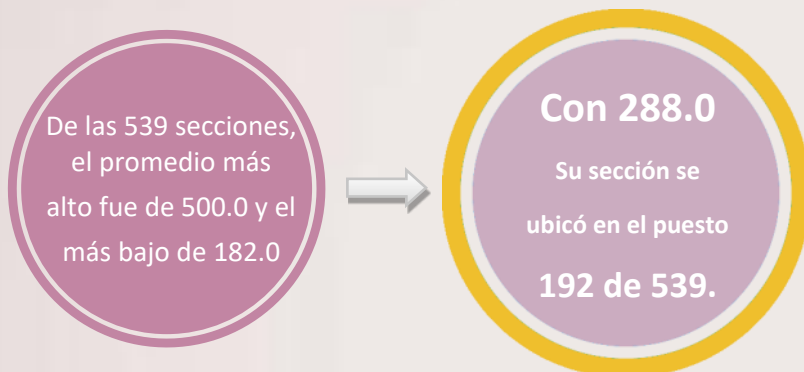 De las 539 secciones,
el promedio más
alto fue de 500.0 y el
más bajo de 182.0
Con 288.0
Su sección se
ubicó en el puesto
192 de 539.